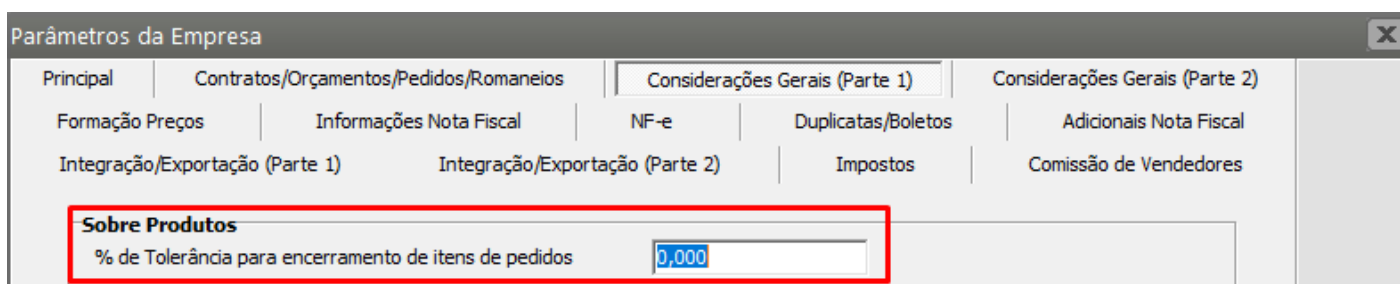 Parâmetros da Empresa
Principal Contratos/Orçamentos/Pedidos/Romaneios Considerações Gerais (Parte 1) Considerações Gerais (Parte 2)
Formação Preços Informações Nota Fiscal NF-e Duplicatas/Boletos Adicionais Nota Fiscal
Integração/Exportação (Parte 1) Integração/Exportação (Parte 2) Impostos Comissão de Vendedores
Sobre Produtos
% de Tolerância para encerramento de itens de pedidos 0,000